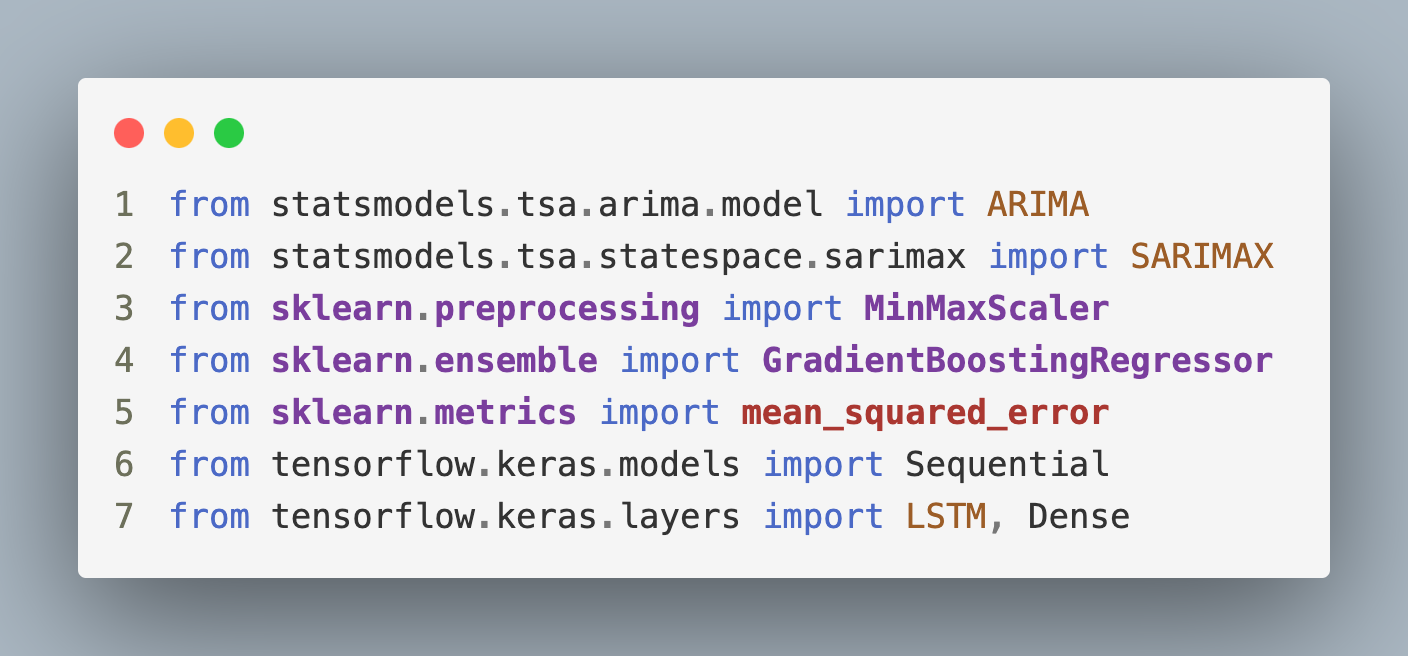 1 from statsmodels.tsa.arima.model import ARIMA
2 from statsmodels.tsa.statespace.sarimax import SARIMAX
3 from sklearn.preprocessing import MinMaxScaler
4 from sklearn.ensemble import GradientBoostingRegressor
5 from sklearn.metrics import mean_squared_error
6 from tensorflow.keras.models import Sequential
7 from tensorflow.keras.layers import LSTM, Dense